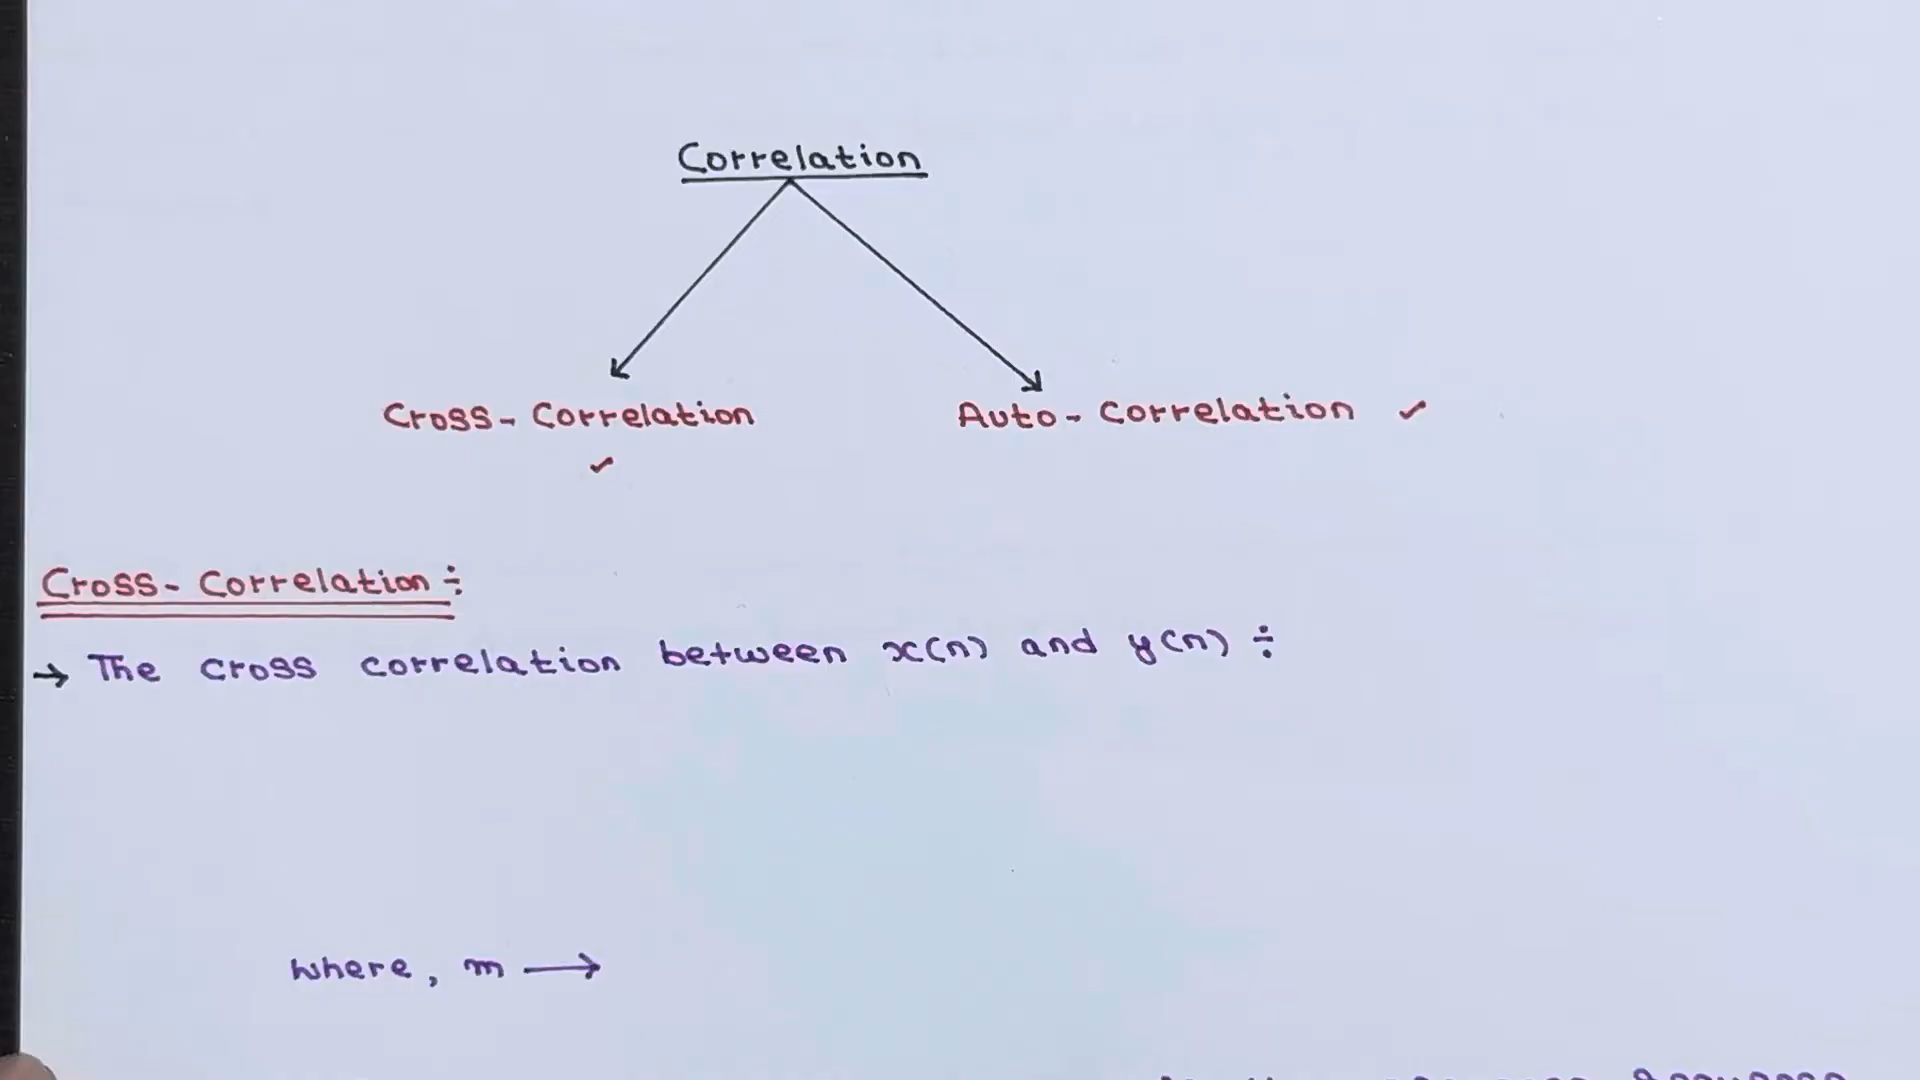 Correlation
Cross - Correlation
Auto - Correlation ✓
✓
Cross - Correlation ÷
→ The cross correlation between x(n) and y(n) ÷
where, m →